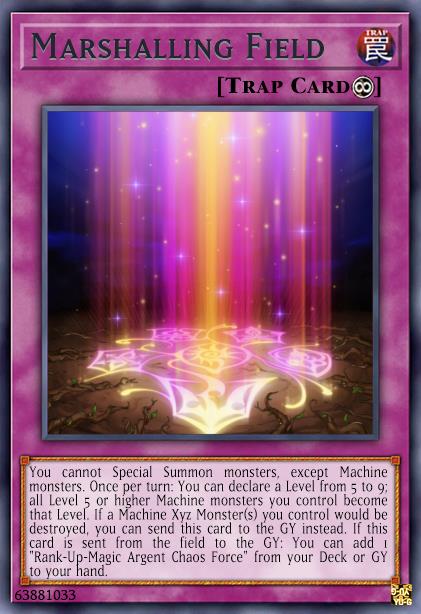 Marshalling Field
TRAP
罠
[Trap Card]
You cannot Special Summon monsters, except Machine
monsters. Once per turn: You can declare a Level from 5 to 9;
all Level 5 or higher Machine monsters you control become
that Level. If a Machine Xyz Monster(s) you control would be
destroyed, you can send this card to the GY instead. If this
card is sent from the field to the GY: You can add 1
"Rank-Up-Magic Argent Chaos Force" from your Deck or GY
to your hand.
63881033